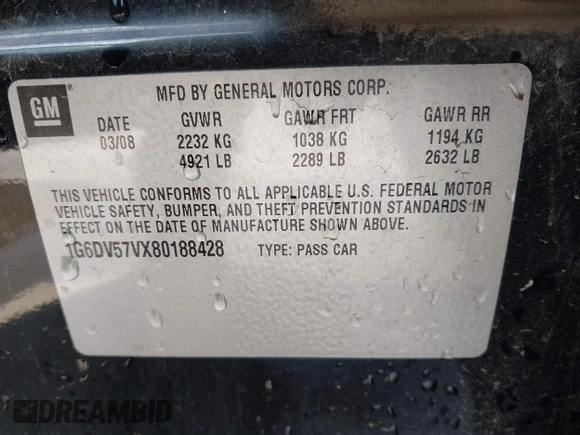 GM ®
MFD BY GENERAL MOTORS CORP.
DATE GVWR GAWR FRT GAWR RR
03/08 2232 KG 1038 KG 1194 KG
4921 LB 2289 LB 2632 LB
THIS VEHICLE CONFORMS TO ALL APPLICABLE U.S. FEDERAL MOTOR
VEHICLE SAFETY, BUMPER, AND THEFT PREVENTION STANDARDS IN
EFFECT ON THE DATE OF MANUFACTURE SHOWN ABOVE.
1G6DV57VX80188428 TYPE: PASS CAR
DREAMBID